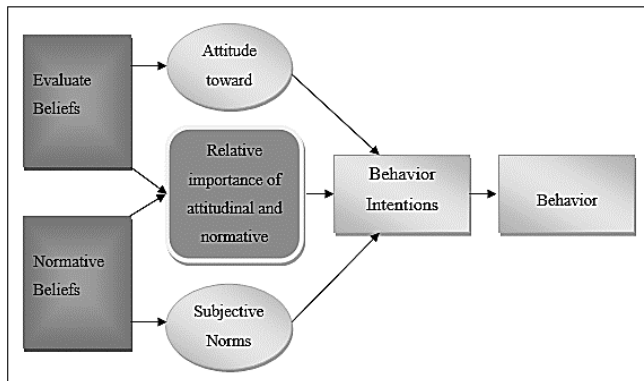 Evaluate
Beliefs
Attitude
toward
Relative
importance of
attitudinal and
normative
Behavior
Intentions
Behavior
Normative
Beliefs
Subjective
Norms